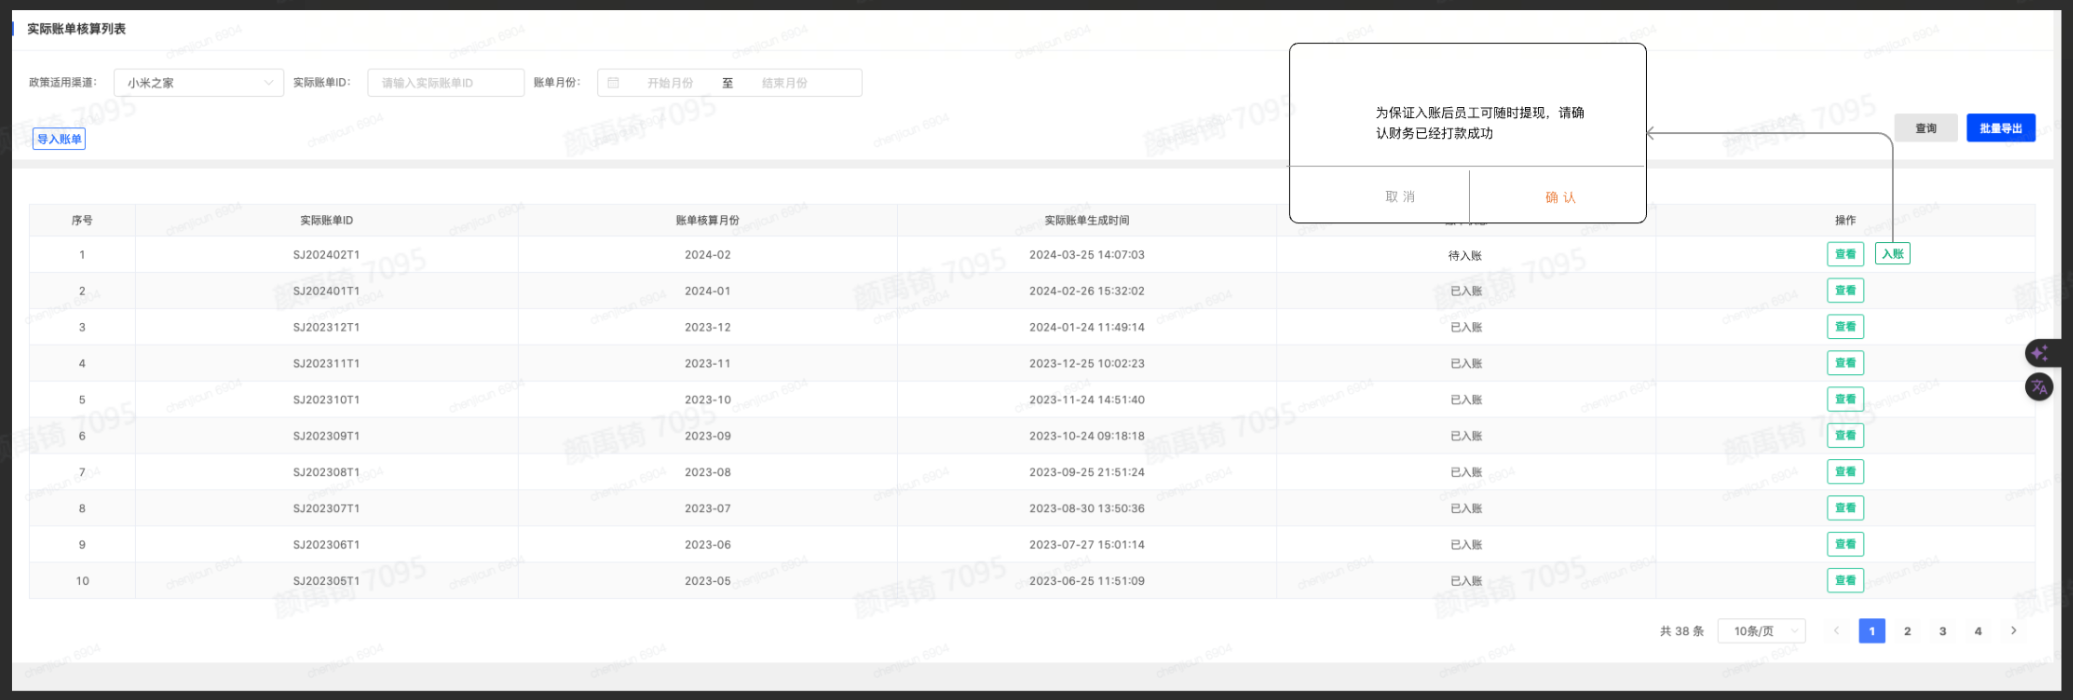 实际账单核算列表
政策适用渠道： 小米之家 实际账单ID： 请输入实际账单ID 账单月份： 开始月份 至 结束月份
导入账单
查询 批量导出
为保证入账后员工可随时提现，请确
认财务已经打款成功
取 消 确 认
序号 实际账单ID 账单核算月份 实际账单生成时间 操作
1 SJ202402T1 2024-02 2024-03-25 14:07:03 待入账 查看 入账
2 SJ202401T1 2024-01 2024-02-26 15:32:02 已入账 查看
3 SJ202312T1 2023-12 2024-01-24 11:49:14 已入账 查看
4 SJ202311T1 2023-11 2023-12-25 10:02:23 已入账 查看
5 SJ202310T1 2023-10 2023-11-24 14:51:40 已入账 查看
6 SJ202309T1 2023-09 2023-10-24 09:18:18 已入账 查看
7 SJ202308T1 2023-08 2023-09-25 21:51:24 已入账 查看
8 SJ202307T1 2023-07 2023-08-30 13:50:36 已入账 查看
9 SJ202306T1 2023-06 2023-07-27 15:01:14 已入账 查看
10 SJ202305T1 2023-05 2023-06-25 11:51:09 已入账 查看
共 38 条 10条/页 1 2 3 4
颜禹锜 7095
chenjiaun 6904